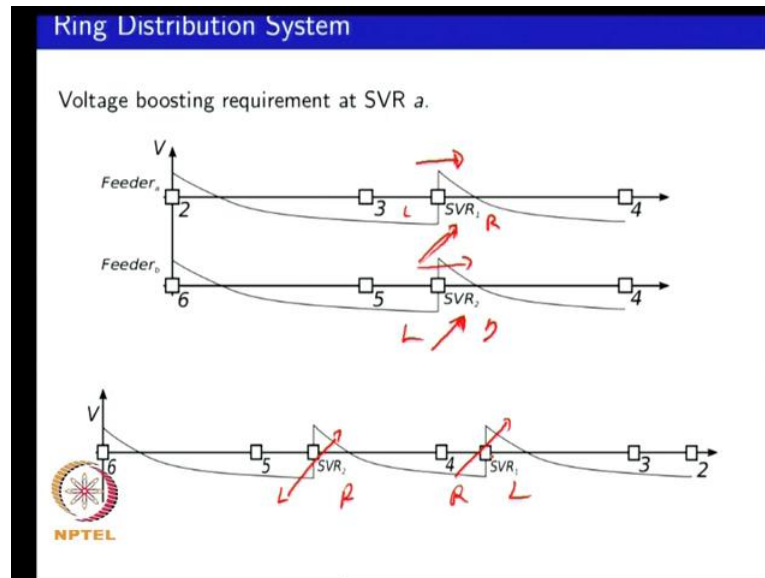 Ring Distribution System
Voltage boosting requirement at SVR a.
V
Feederₐ
2 3 L SVR₁ R 4
Feeder_b
6 5 SVR₂ 4
L
V
6 5 SVR₂ 4 SVR₁ 3 2
L R R L
NPTEL